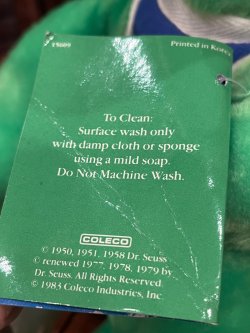 15609
Printed in Korea
To Clean:
Surface wash only
with damp cloth or sponge
using a mild soap.
Do Not Machine Wash.
COLECO
© 1950, 1951, 1958 Dr. Seuss
© renewed 1977, 1978, 1979 by
Dr. Seuss. All Rights Reserved.
© 1983 Coleco Industries, Inc.